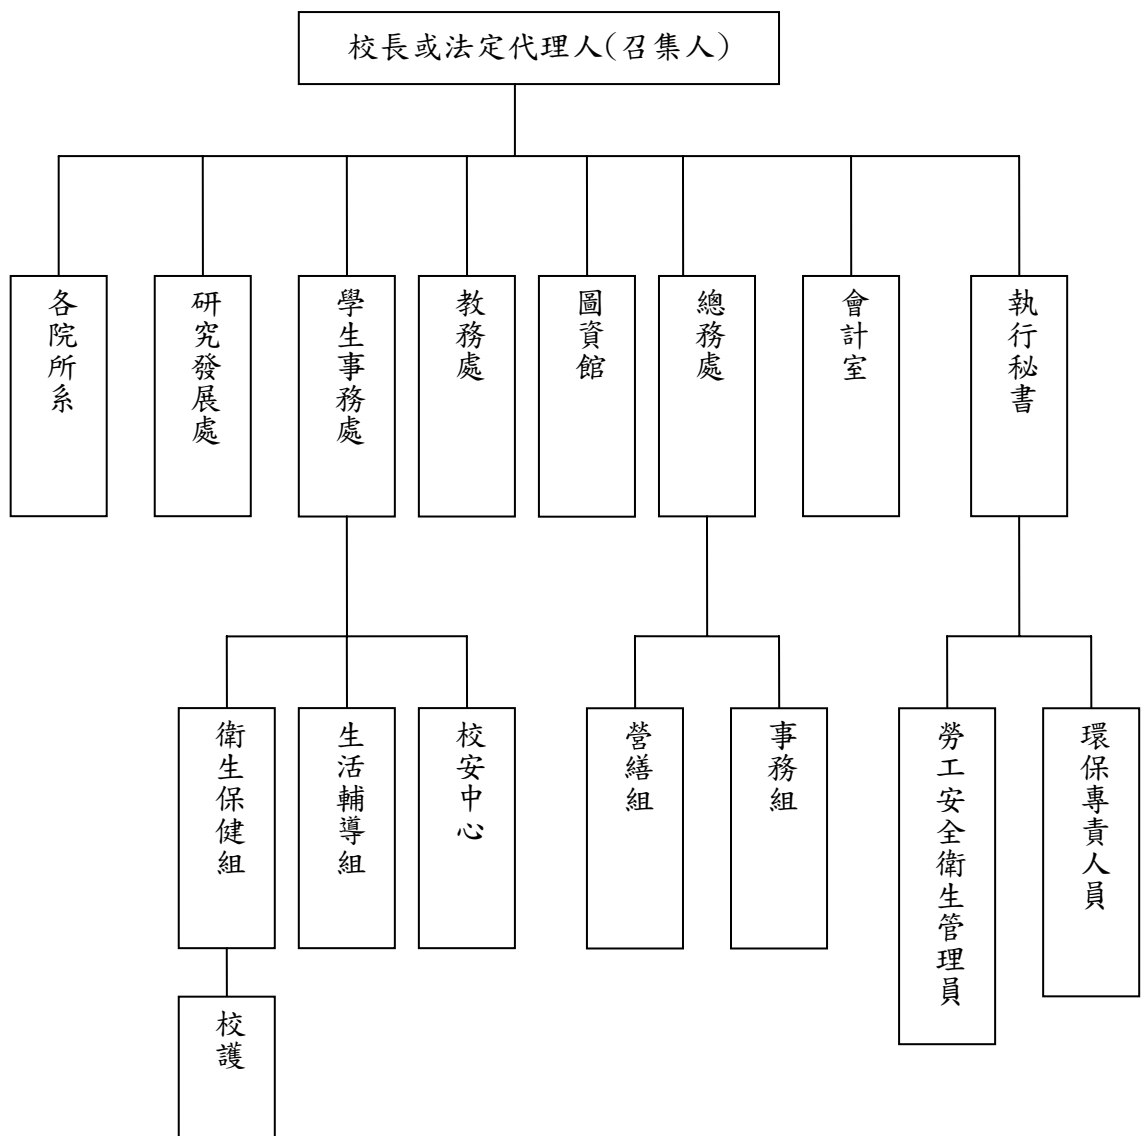 校長或法定代理人(召集人)
各院所系
研究發展處
學生事務處
教務處
圖資館
總務處
會計室
執行秘書
衛生保健組
生活輔導組
校安中心
營繕組
事務組
勞工安全衛生管理員
環保專責人員
校護